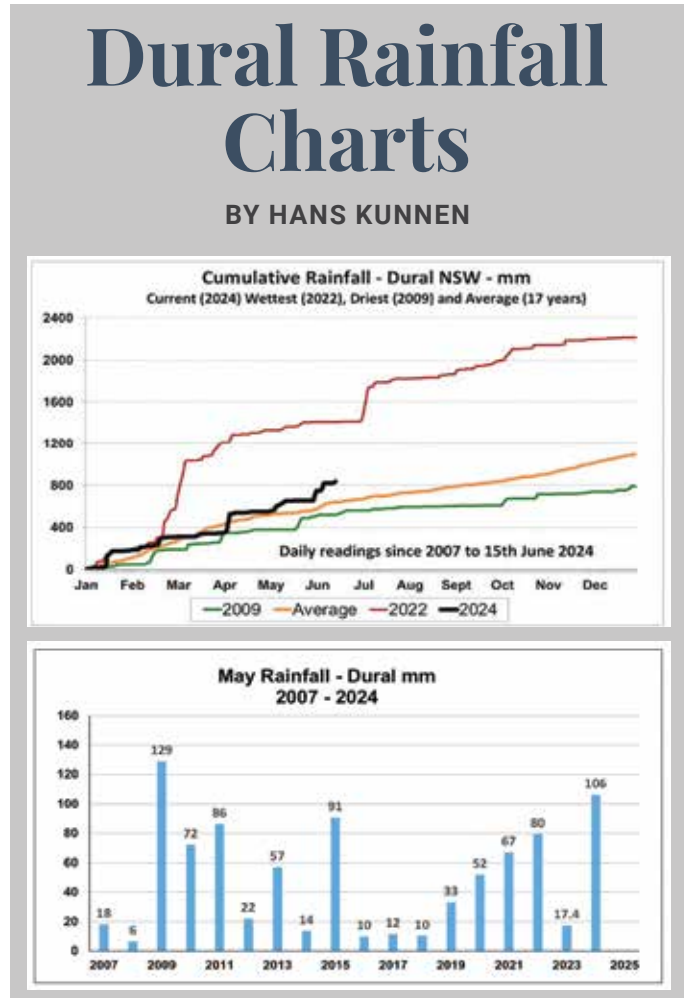 Dural Rainfall
Charts
BY HANS KUNNEN
Cumulative Rainfall - Dural NSW - mm
Current (2024) Wettest (2022), Driest (2009) and Average (17 years)
2400
2000
1600
1200
800
400
0
Daily readings since 2007 to 15th June 2024
Jan Feb Mar Apr May Jun Jul Aug Sept Oct Nov Dec
2009 Average 2022 2024
May Rainfall - Dural mm
2007 - 2024
160
140
120
100
80
60
40
20
0
18 6 129 72 86 22 57 14 91 10 12 10 33 52 67 80 17.4 106
2007 2009 2011 2013 2015 2017 2019 2021 2023 2025